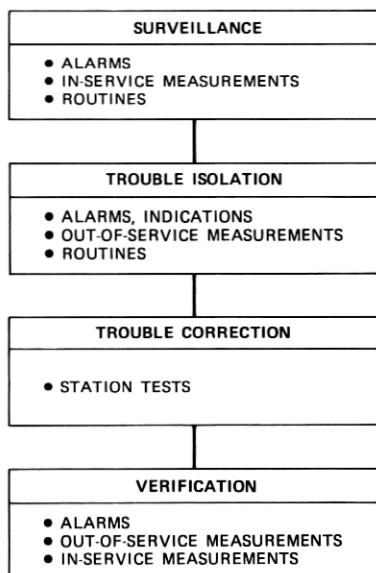 SURVEILLANCE
• ALARMS
• IN-SERVICE MEASUREMENTS
• ROUTINES
TROUBLE ISOLATION
• ALARMS, INDICATIONS
• OUT-OF-SERVICE MEASUREMENTS
• ROUTINES
TROUBLE CORRECTION
• STATION TESTS
VERIFICATION
• ALARMS
• OUT-OF-SERVICE MEASUREMENTS
• IN-SERVICE MEASUREMENTS